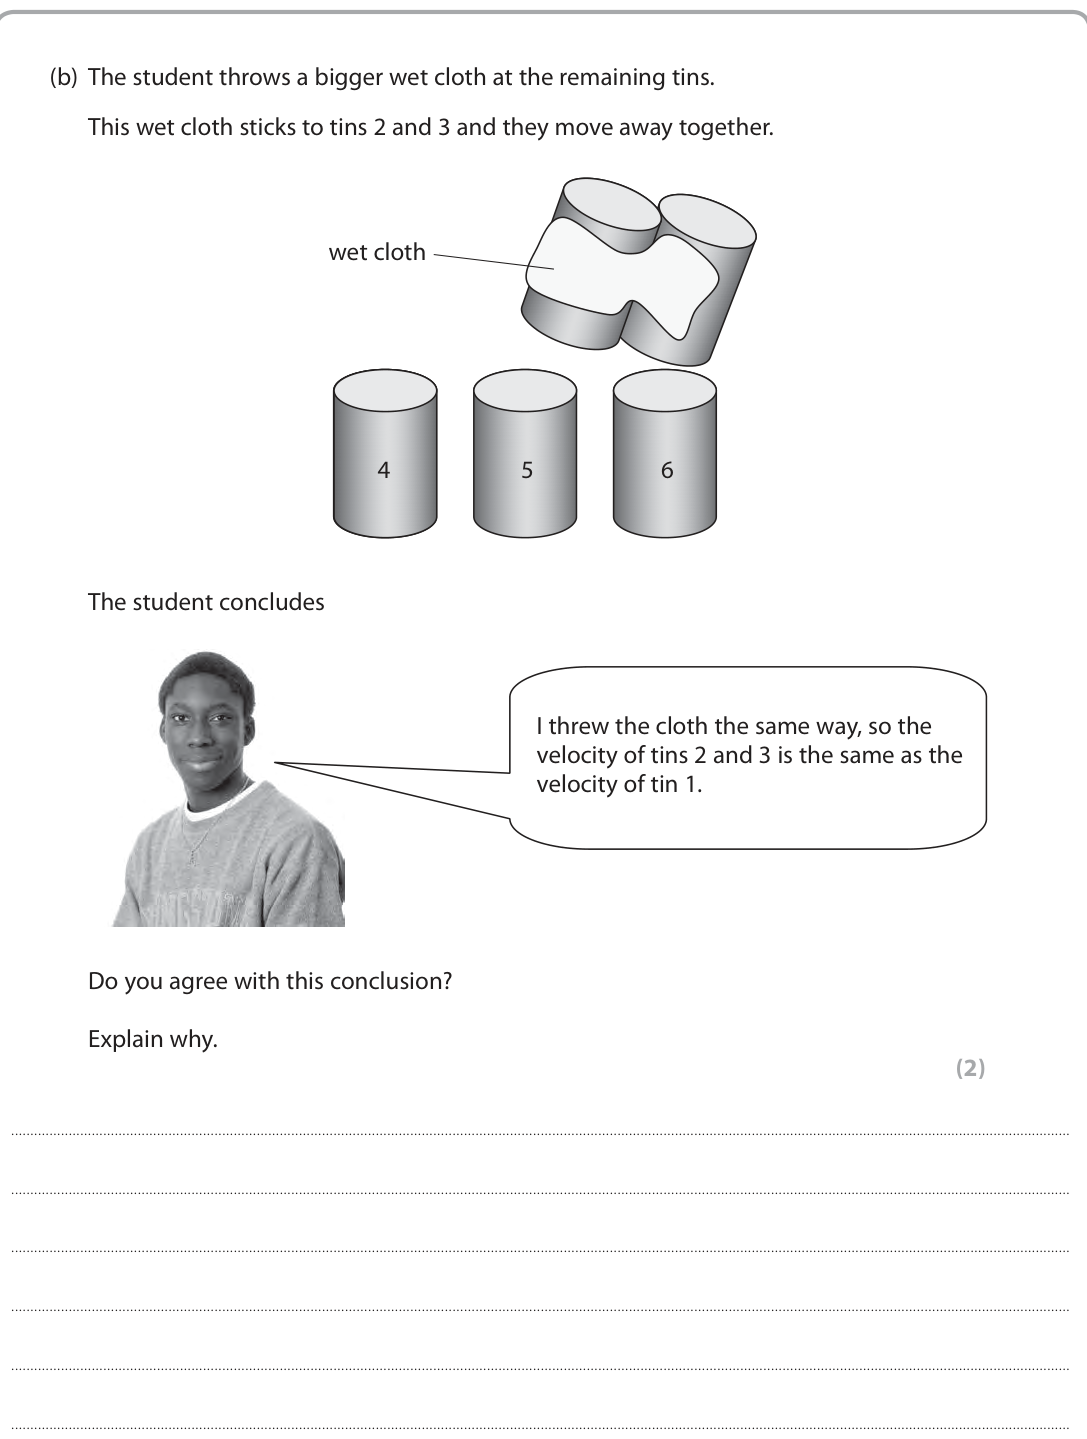 (b) The student throws a bigger wet cloth at the remaining tins.
This wet cloth sticks to tins 2 and 3 and they move away together.
wet cloth
4 5 6
The student concludes
I threw the cloth the same way, so the
velocity of tins 2 and 3 is the same as the
velocity of tin 1.
Do you agree with this conclusion?
Explain why.
(2)